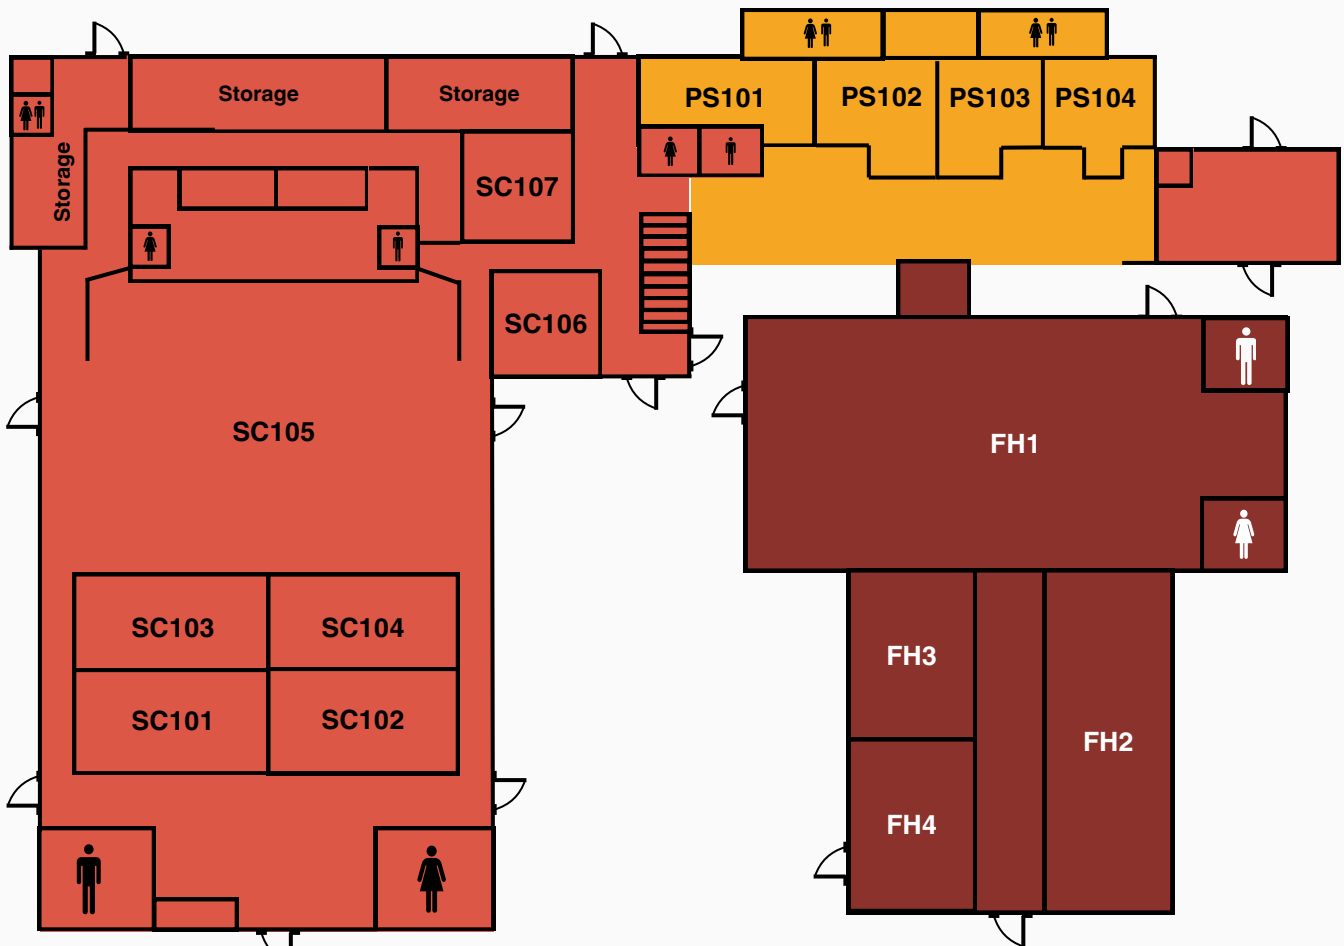 Storage
Storage
PS101
PS102
PS103
PS104
Storage
SC107
SC106
SC105
FH1
SC103
SC104
FH3
SC101
SC102
FH2
FH4